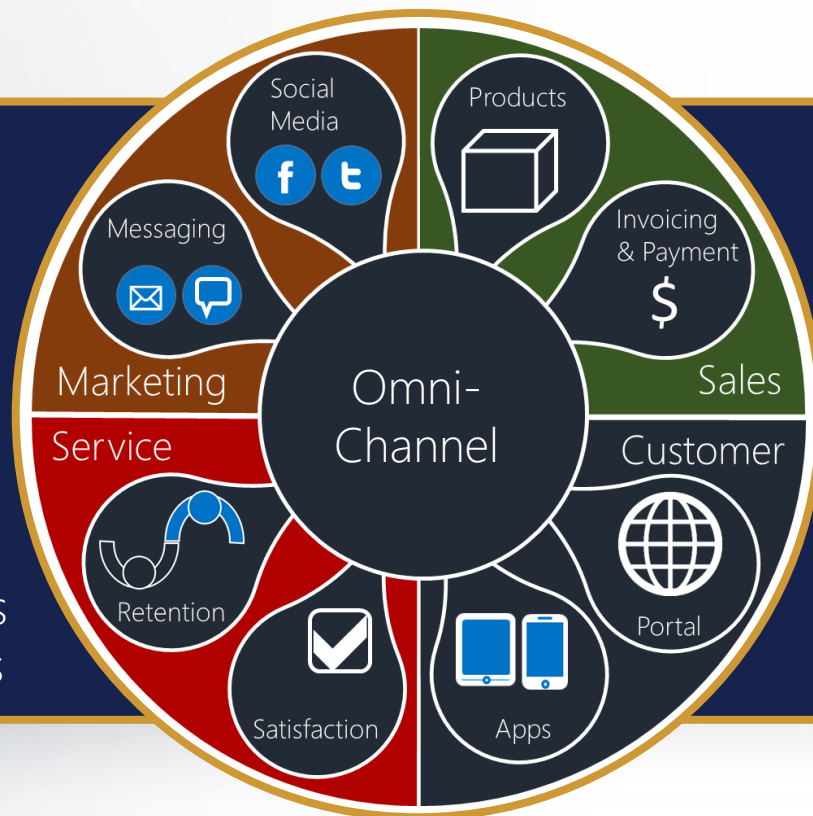 Social
Media
Products
Messaging
Invoicing
& Payment
$
Marketing
Omni-
Channel
Sales
Service
Customer
Retention
Portal
Satisfaction
Apps